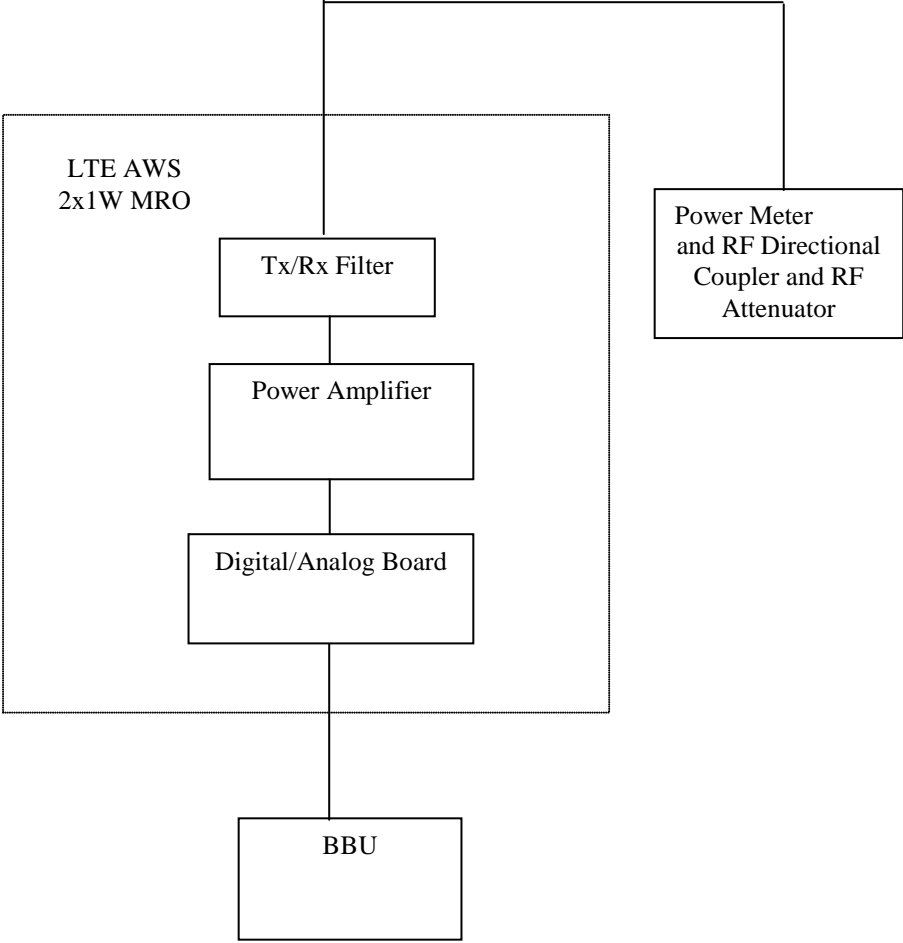 LTE AWS
2x1W MRO
Power Meter
and RF Directional
Coupler and RF
Attenuator
Tx/Rx Filter
Power Amplifier
Digital/Analog Board
BBU